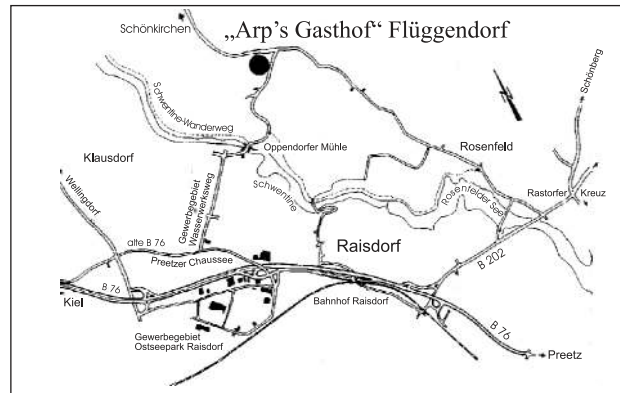 „Arp’s Gasthof“ Flüggendorf
Schönkirchen
Schönberg
Schwentine-Wanderweg
Oppendorfer Mühle
Rosenfeld
Klausdorf
Schwentine
Rosenfelder
See
Rastorfer
Kreuz
Wellingdorf
Gewerbegebiet
Wasserwerksweg
Raisdorf
alte B 76
Preetzer Chaussee
B 202
B 76
Kiel
Bahnhof Raisdorf
Gewerbegebiet
Ostseepark Raisdorf
B 76
Preetz